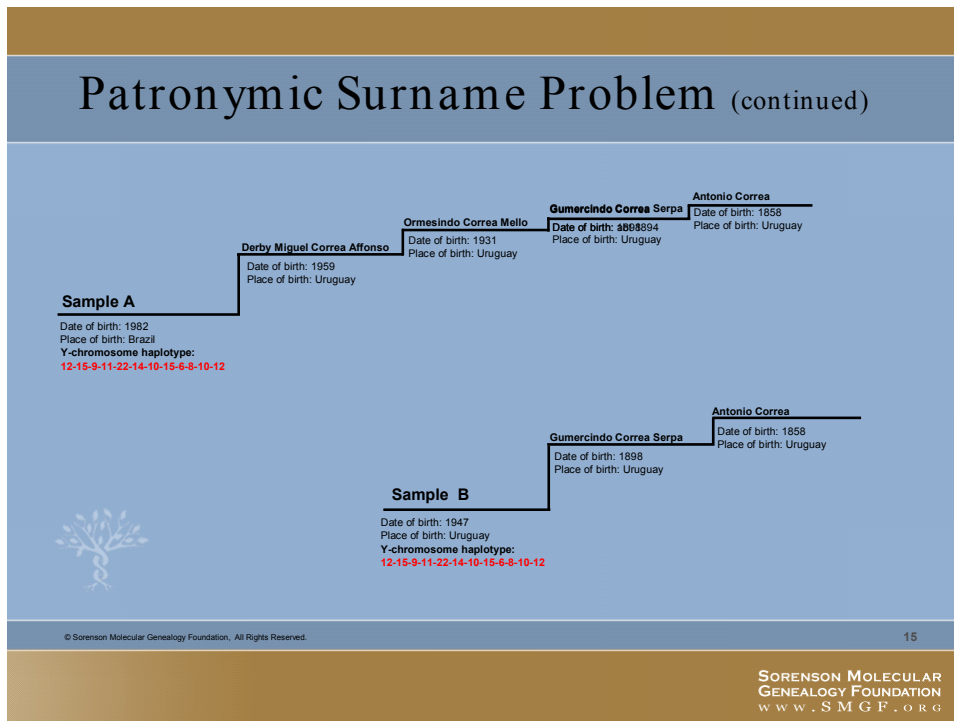 Patronymic Surname Problem (continued)
Antonio Correa
Date of birth: 1858
Place of birth: Uruguay
Gumercindo Correa Serpa
Date of birth:
Place of birth: Uruguay
Ormesindo Correa Mello
Date of birth: 1931
Place of birth: Uruguay
Derby Miguel Correa Affonso
Date of birth: 1959
Place of birth: Uruguay
Sample A
Date of birth: 1982
Place of birth: Brazil
Y-chromosome haplotype:
12-15-9-11-22-14-10-15-6-8-10-12
Antonio Correa
Date of birth: 1858
Place of birth: Uruguay
Gumercindo Correa Serpa
Date of birth: 1898
Place of birth: Uruguay
Sample B
Date of birth: 1947
Place of birth: Uruguay
Y-chromosome haplotype:
12-15-9-11-22-14-10-15-6-8-10-12
© Sorenson Molecular Genealogy Foundation, All Rights Reserved.
15
SORENSON MOLECULAR
GENEALOGY FOUNDATION
WWW.SMGF.ORG